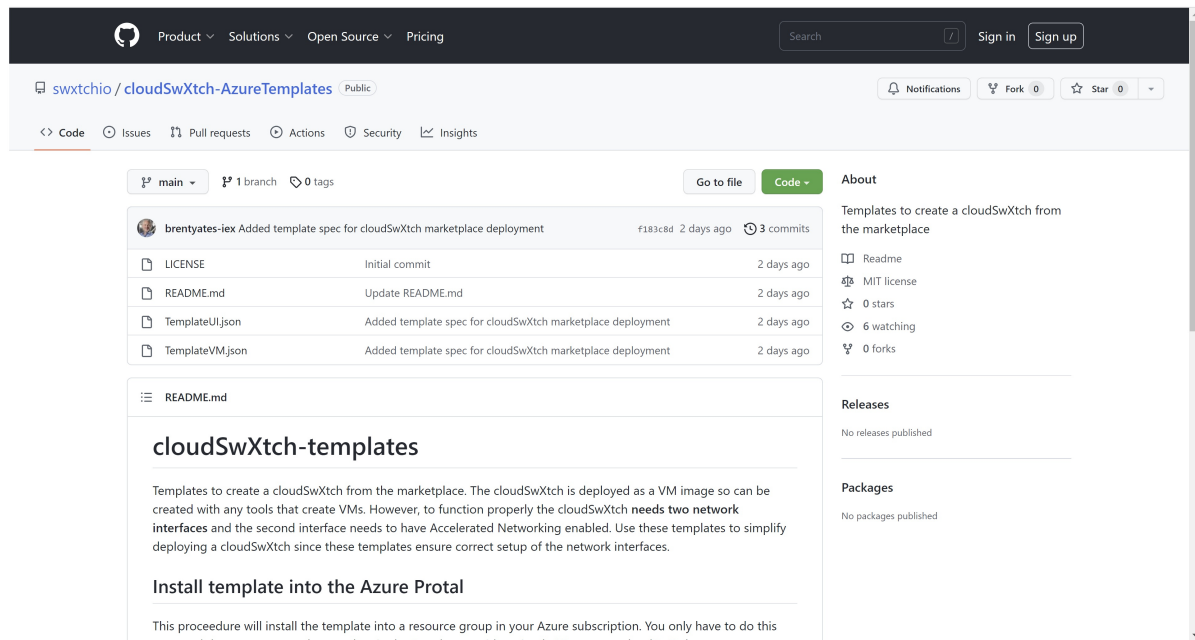 Product Solutions Open Source Pricing Search / Sign in Sign up
swxtchio / cloudSwXtch-AzureTemplates Public Notifications Fork 0 Star 0
Code Issues Pull requests Actions Security Insights
main 1 branch 0 tags Go to file Code
brentyates-iex Added template spec for cloudSwXtch marketplace deployment f183c8d 2 days ago 3 commits
LICENSE Initial commit 2 days ago
README.md Update README.md 2 days ago
TemplateUI.json Added template spec for cloudSwXtch marketplace deployment 2 days ago
TemplateVM.json Added template spec for cloudSwXtch marketplace deployment 2 days ago
README.md
cloudSwXtch-templates
Templates to create a cloudSwXtch from the marketplace. The cloudSwXtch is deployed as a VM image so can be
created with any tools that create VMs. However, to function properly the cloudSwXtch needs two network
interfaces and the second interface needs to have Accelerated Networking enabled. Use these templates to simplify
deploying a cloudSwXtch since these templates ensure correct setup of the network interfaces.
Install template into the Azure Protal
This proceedure will install the template into a resource group in your Azure subscription. You only have to do this
About
Templates to create a cloudSwXtch from
the marketplace
Readme
MIT license
0 stars
6 watching
0 forks
Releases
No releases published
Packages
No packages published